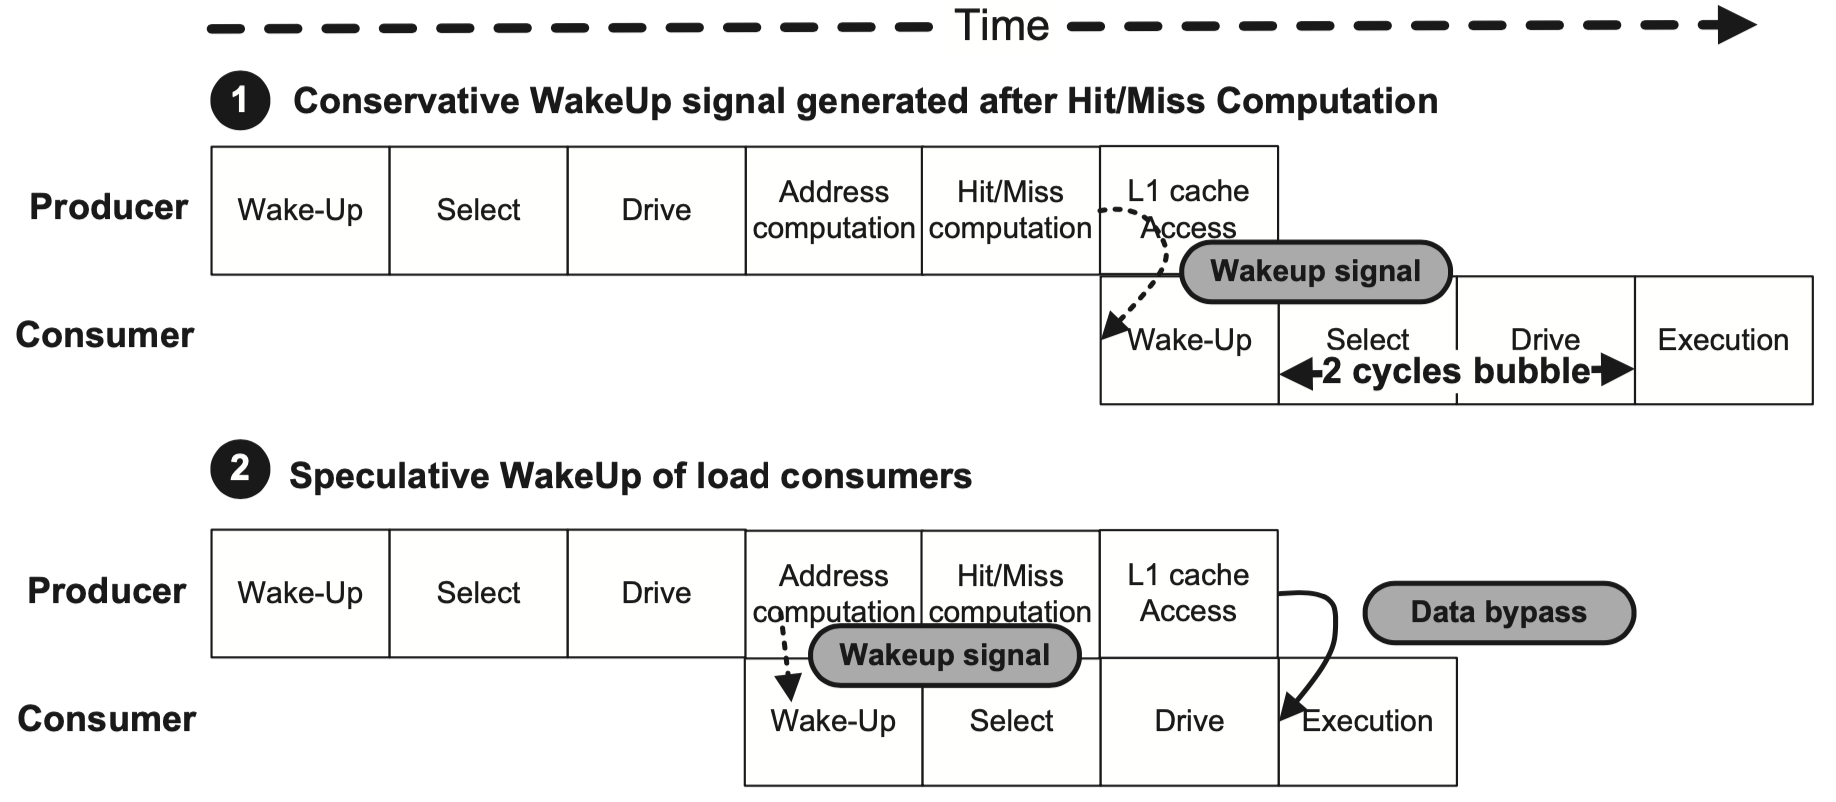 Time
1 Conservative WakeUp signal generated after Hit/Miss Computation
Producer
Wake-Up
Select
Drive
Address
computation
Hit/Miss
computation
L1 cache
Access
Wakeup signal
Consumer
Wake-Up
Select
Drive
Execution
2 cycles bubble
2 Speculative WakeUp of load consumers
Producer
Wake-Up
Select
Drive
Address
computation
Hit/Miss
computation
L1 cache
Access
Data bypass
Wakeup signal
Consumer
Wake-Up
Select
Drive
Execution